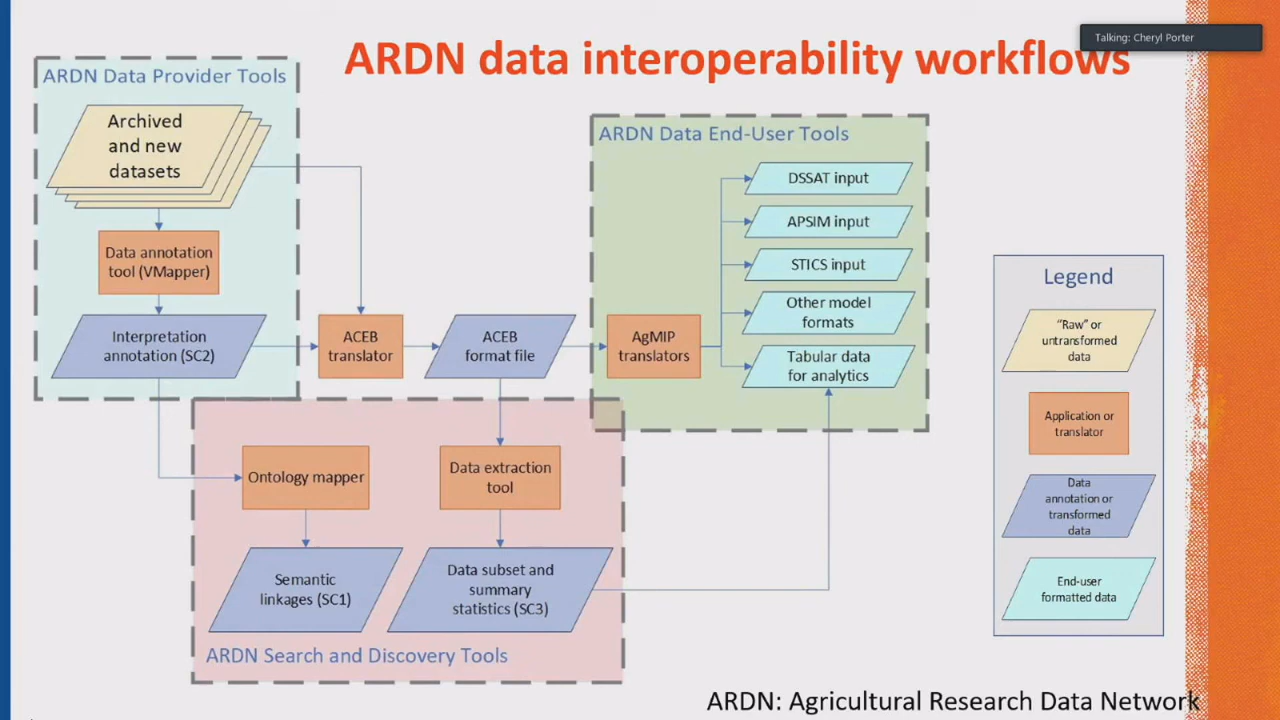 ARDN data interoperability workflows
Talking: Cheryl Porter
ARDN Data Provider Tools
Archived
and new
datasets
Data annotation
tool (VMapper)
Interpretation
annotation (SC2)
ACEB
translator
ACEB
format file
ARDN Data End-User Tools
AgMIP
translators
DSSAT input
APSIM input
STICS input
Other model
formats
Tabular data
for analytics
Ontology mapper
Data extraction
tool
Semantic
linkages (SC1)
Data subset and
summary
statistics (SC3)
ARDN Search and Discovery Tools
Legend
"Raw" or
untransformed
data
Application or
translator
Data
annotation or
transformed
data
End-user
formatted data
ARDN: Agricultural Research Data Network